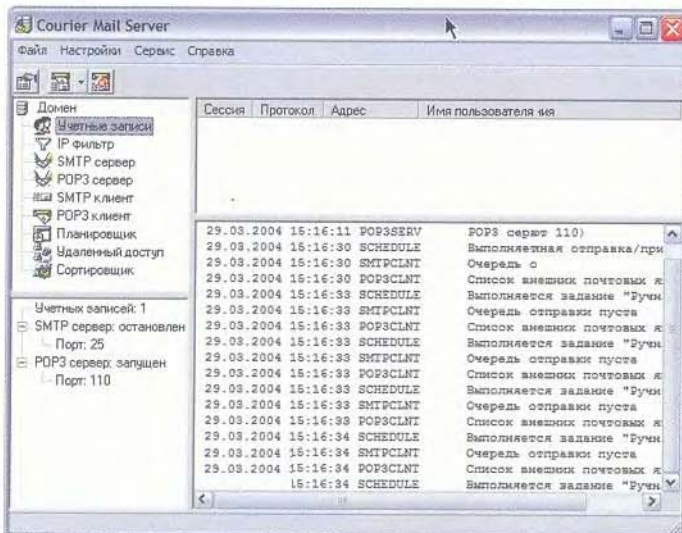 Courier Mail Server
Файл Настройки Сервис Справка
Домен
Учетные записи
IP фильтр
SMTP сервер
POP3 сервер
SMTP клиент
POP3 клиент
Планировщик
Удаленный доступ
Сортировщик
Сессия Протокол Адрес Имя пользователя ия
Учетных записей: 1
SMTP сервер: остановлен
Порт: 25
POP3 сервер: запущен
Порт: 110
29.03.2004 15:16:11 POP3SERV POP3 110)
29.03.2004 15:16:30 SCHEDULE отправка/при
29.03.2004 15:16:30 SMTPCLNT Очередь о
29.03.2004 15:16:30 POP3CLNT Список внешних почтовых я
29.03.2004 15:16:33 SCHEDULE Выполняется задание "Ручн
29.03.2004 15:16:33 SMTPCLNT Очередь отправки пуста
29.03.2004 15:16:33 POP3CLNT Список внешних почтовых я
29.03.2004 15:16:33 SCHEDULE Выполняется задание "Ручн
29.03.2004 15:16:33 SMTPCLNT Очередь отправки пуста
29.03.2004 15:16:33 POP3CLNT Список внешних почтовых я
29.03.2004 15:16:33 SCHEDULE Выполняется задание "Ручн
29.03.2004 15:16:33 SMTPCLNT Очередь отправки пуста
29.03.2004 15:16:33 POP3CLNT Список внешних почтовых я
29.03.2004 15:16:34 SCHEDULE Выполняется задание "Ручн
29.03.2004 15:16:34 SMTPCLNT Очередь отправки пуста
29.03.2004 15:16:34 POP3CLNT Список внешних почтовых я
15:16:34 SCHEDULE Выполняется задание "Ручн